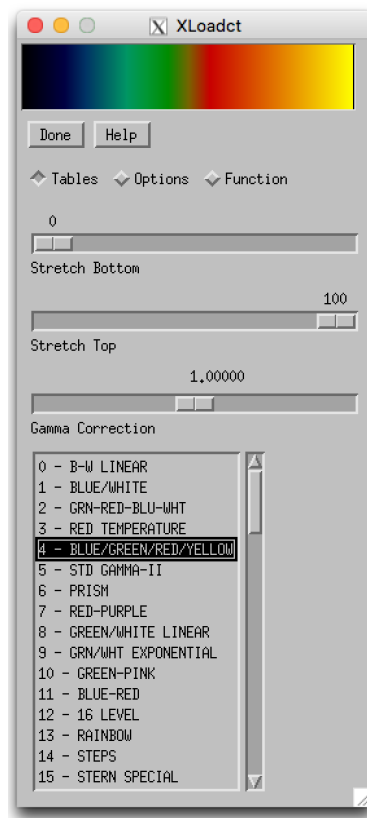 XLoadct
Done Help
Tables Options Function
0
Stretch Bottom
100
Stretch Top
1.00000
Gamma Correction
0 - B-W LINEAR
1 - BLUE/WHITE
2 - GRN-RED-BLU-WHT
3 - RED TEMPERATURE
4 - BLUE/GREEN/RED/YELLOW
5 - STD GAMMA-II
6 - PRISM
7 - RED-PURPLE
8 - GREEN/WHITE LINEAR
9 - GRN/WHT EXPONENTIAL
10 - GREEN-PINK
11 - BLUE-RED
12 - 16 LEVEL
13 - RAINBOW
14 - STEPS
15 - STERN SPECIAL